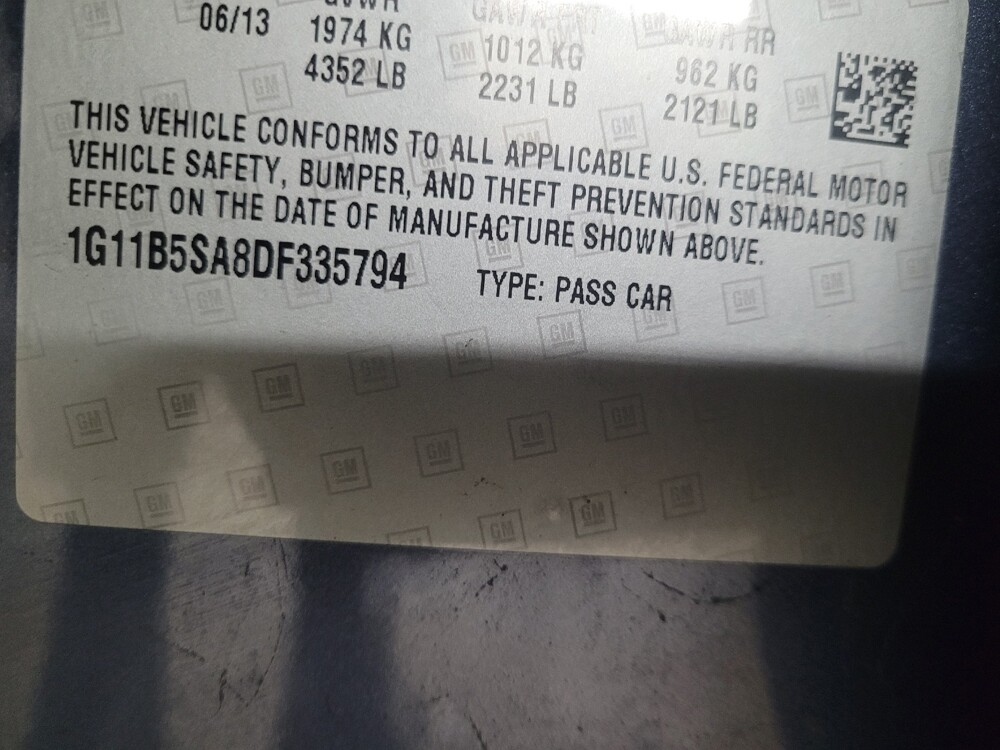 06/13 1974 KG 1012 KG 962 KG
4352 LB 2231 LB 2121 LB
THIS VEHICLE CONFORMS TO ALL APPLICABLE U.S. FEDERAL MOTOR
VEHICLE SAFETY, BUMPER, AND THEFT PREVENTION STANDARDS IN
EFFECT ON THE DATE OF MANUFACTURE SHOWN ABOVE.
1G11B5SA8DF335794 TYPE: PASS CAR
GM